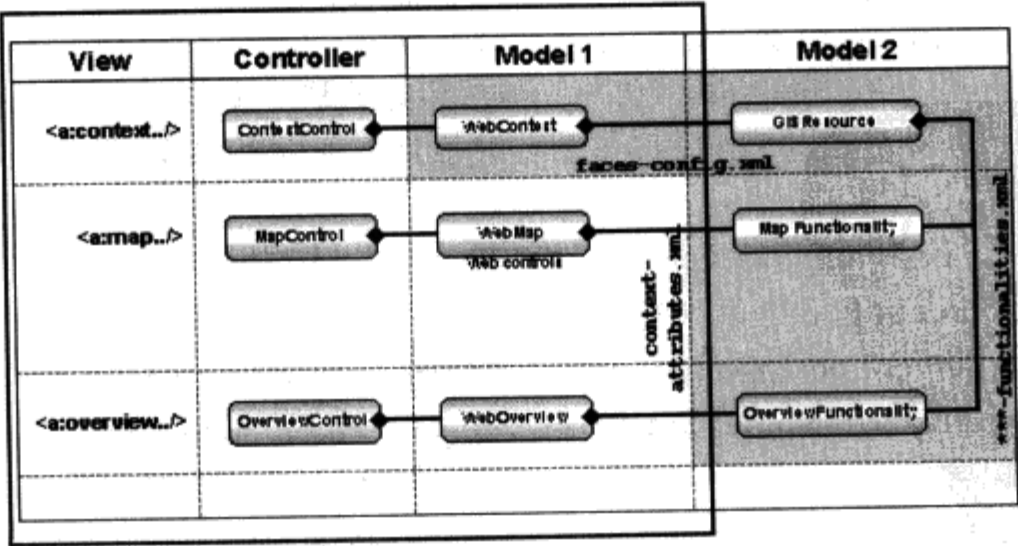 View Controller Model 1 Model 2
<a:context../> ContextControl WebContext GIS Resource
faces-config.xml
<a:map../> MapControl WebMap Map Functionality
Web controls
context-
attributes.xml
***-functionalities.xml
<a:overview../> OverviewControl WebOverview OverviewFunctionality